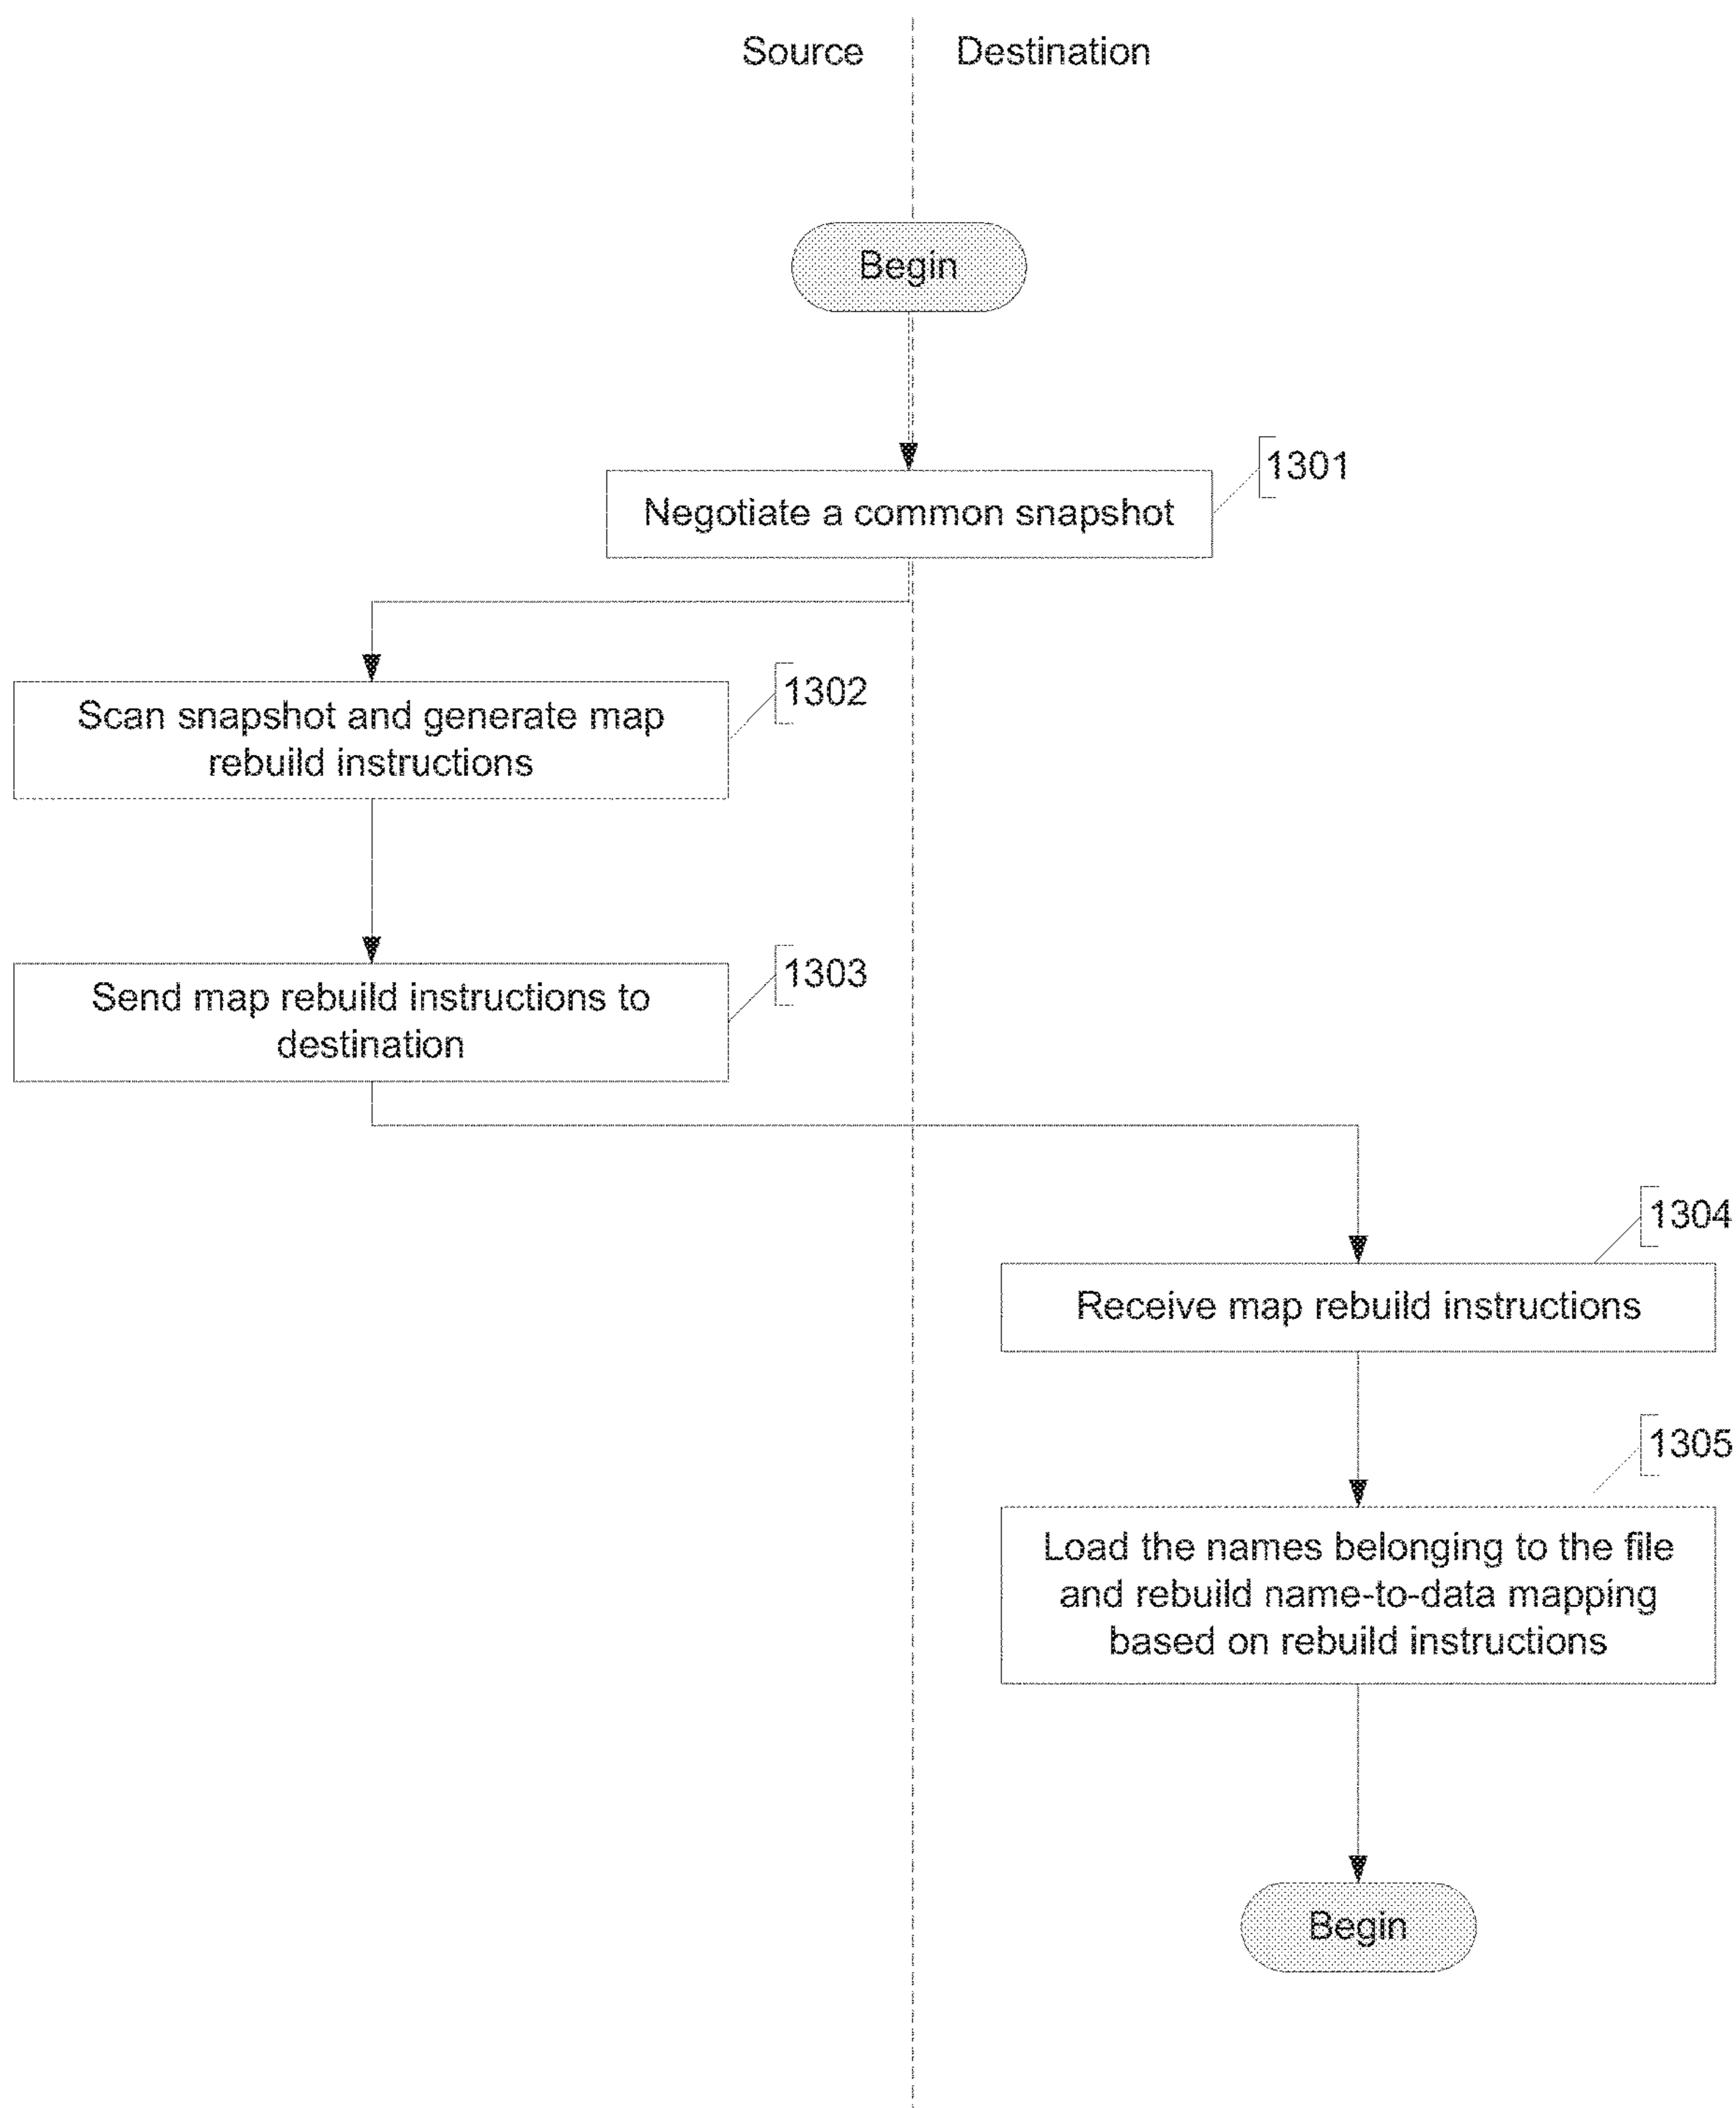 Source
Destination
Begin
1301
Negotiate a common snapshot
1302
Scan snapshot and generate map
rebuild instructions
1303
Send map rebuild instructions to
destination
1304
Receive map rebuild instructions
1305
Load the names belonging to the file
and rebuild name-to-data mapping
based on rebuild instructions
Begin